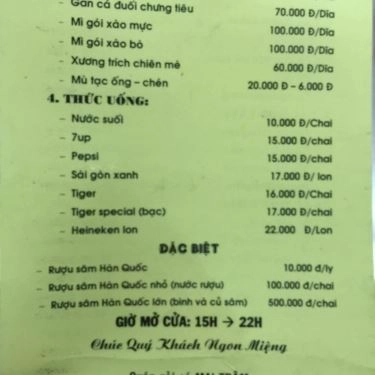 – Gân cá đuối chưng tiêu 70.000 Đ/Dĩa
– Mì gói xào mực 100.000 Đ/Dĩa
– Mì gói xào bò 100.000 Đ/Dĩa
– Xương trích chiên mè 60.000 Đ/Dĩa
– Mù tạc ống – chén 20.000 Đ – 6.000 Đ
4. THỨC UỐNG:
– Nước suối 10.000 Đ/Chai
– 7up 15.000 Đ/chai
– Pepsi 15.000 Đ/chai
– Sài gòn xanh 17.000 Đ/ lon
– Tiger 16.000 Đ/Chai
– Tiger special (bạc) 17.000 Đ/chai
– Heineken lon 22.000 Đ/Lon
ĐẶC BIỆT
– Rượu sâm Hàn Quốc 10.000 đ/ly
– Rượu sâm Hàn Quốc nhỏ (nước rượu) 100.000 đ/chai
– Rượu sâm Hàn Quốc lớn (bình và củ sâm) 500.000 đ/chai
GIỜ MỞ CỬA: 15H → 22H
Chúc Quý Khách Ngon Miệng